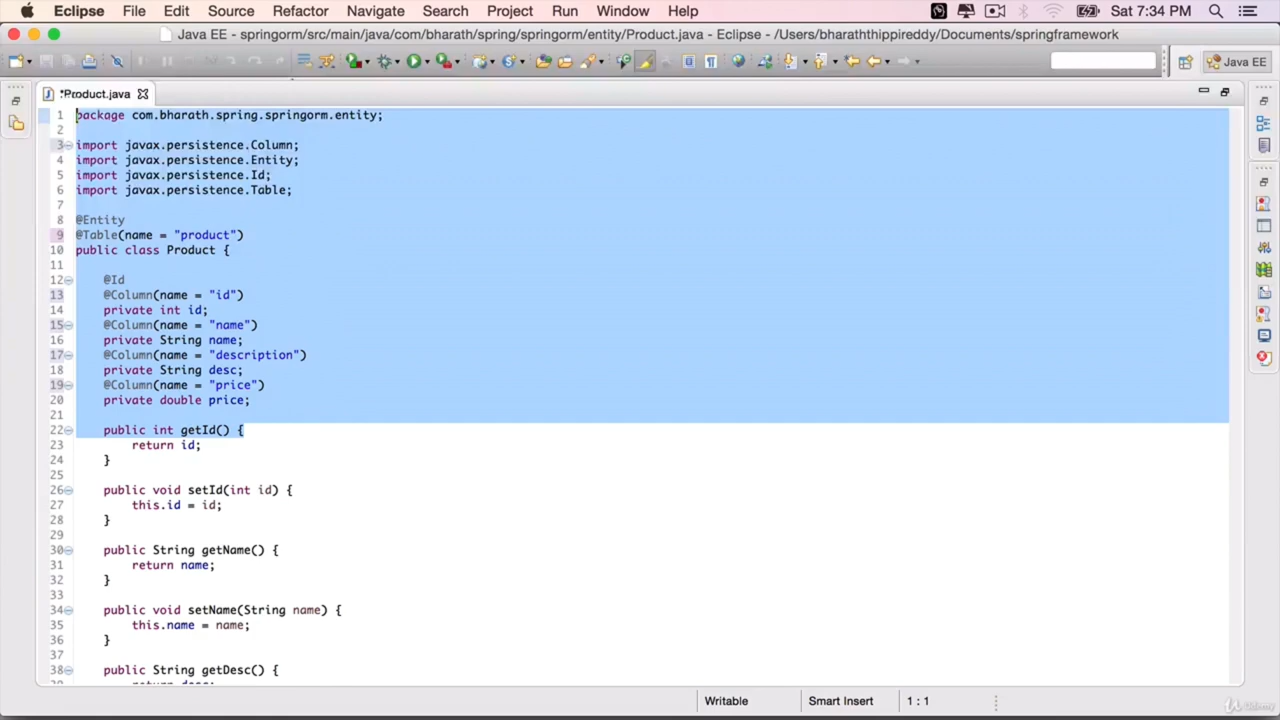 Eclipse File Edit Source Refactor Navigate Search Project Run Window Help Sat 7:34 PM
Java EE - springorm/src/main/java/com/bharath/spring/springorm/entity/Product.java - Eclipse - /Users/bharaththippireddy/Documents/springframework
Java EE
*Product.java
1 package com.bharath.spring.springorm.entity;
2
3 import javax.persistence.Column;
4 import javax.persistence.Entity;
5 import javax.persistence.Id;
6 import javax.persistence.Table;
7
8 @Entity
9 @Table(name = "product")
10 public class Product {
11
12 @Id
13 @Column(name = "id")
14 private int id;
15 @Column(name = "name")
16 private String name;
17 @Column(name = "description")
18 private String desc;
19 @Column(name = "price")
20 private double price;
21
22 public int getId() {
23 return id;
24 }
25
26 public void setId(int id) {
27 this.id = id;
28 }
29
30 public String getName() {
31 return name;
32 }
33
34 public void setName(String name) {
35 this.name = name;
36 }
37
38 public String getDesc() {
Writable Smart Insert 1 : 1
Udemy